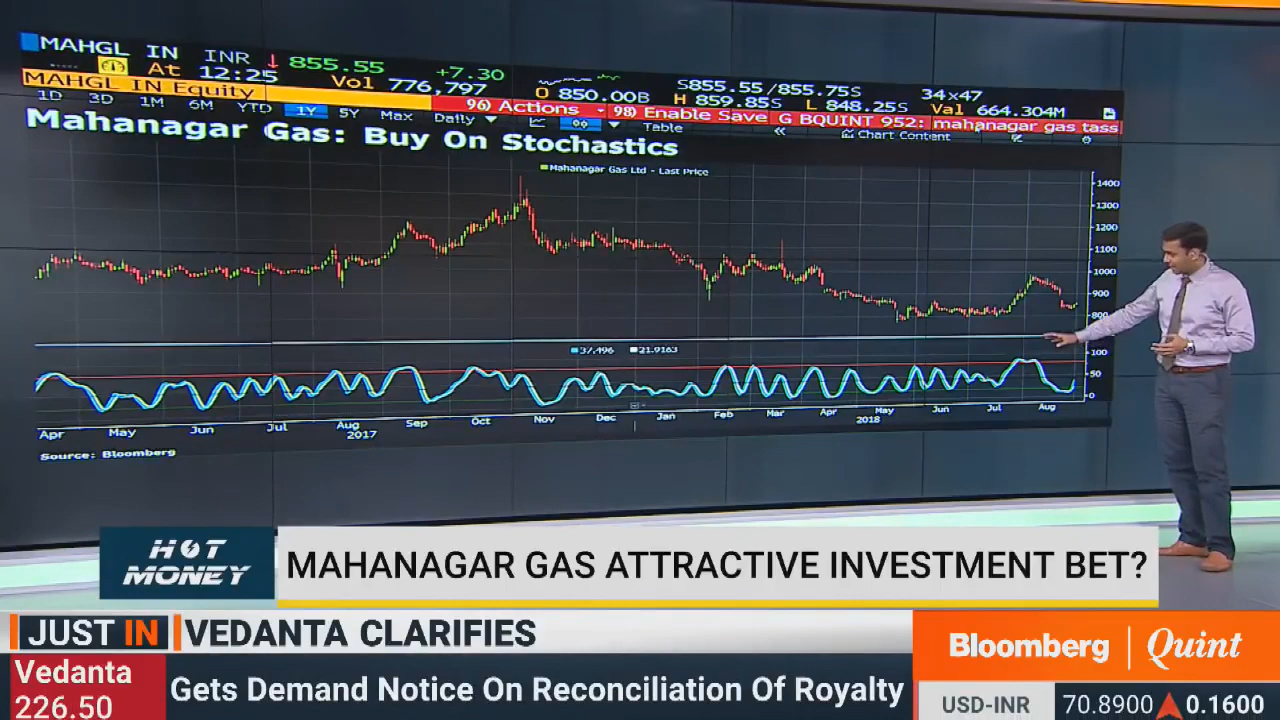 MAHGL IN INR ↓ 855.55 +7.30
At 12:25 Vol 776,797 O 850.00B H 859.85S L 848.25S Val 664.304M
S855.55/855.75S 34x47
MAHGL IN Equity 96) Actions 98) Enable Save G BQUINT 952: mahanagar gas tass
1D 3D 1M 6M YTD 1Y 5Y Max Daily Table « Chart Content
Mahanagar Gas: Buy On Stochastics
Mahanagar Gas Ltd - Last Price
1400
1300
1200
1100
1000
900
800
37.496 21.9163
100
50
0
Apr May Jun Jul Aug Sep Oct Nov Dec Jan Feb Mar Apr May Jun Jul Aug
2017 2018
Source: Bloomberg
HOT
MONEY
MAHANAGAR GAS ATTRACTIVE INVESTMENT BET?
JUST IN VEDANTA CLARIFIES
Vedanta
226.50
Gets Demand Notice On Reconciliation Of Royalty
Bloomberg | Quint
USD-INR 70.8900 0.1600